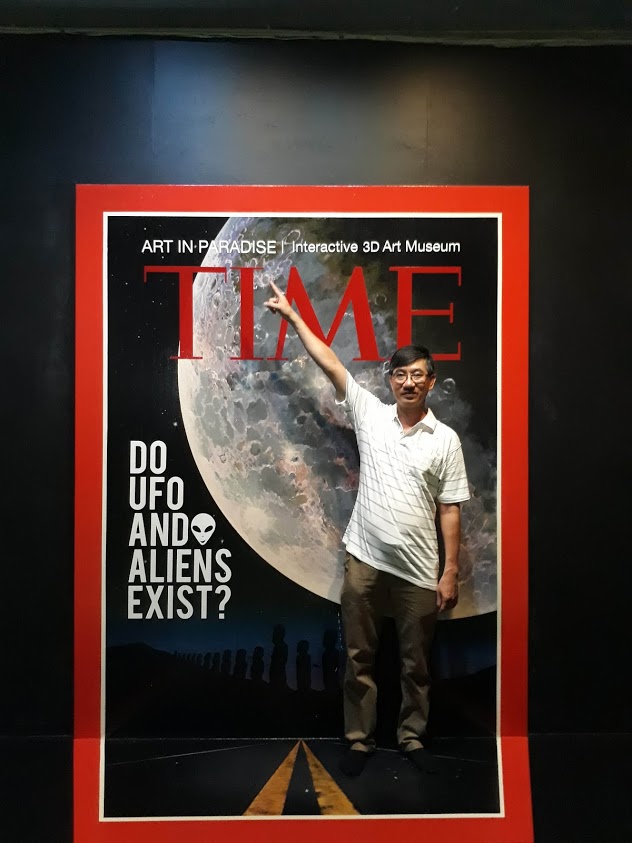 ART IN PARADISE | Interactive 3D Art Museum
TIME
DO
UFO
AND
ALIENS
EXIST?